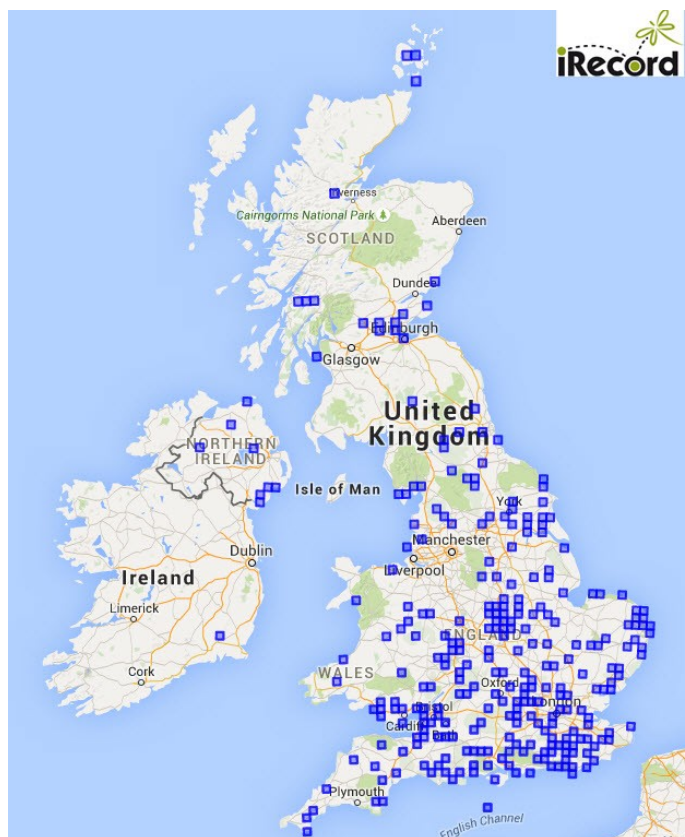 iRecord
Inverness
Cairngorms National Park
SCOTLAND
Aberdeen
Dundee
Edinburgh
Glasgow
United
Kingdom
NORTHERN
IRELAND
Isle of Man
York
Dublin
Manchester
Liverpool
Ireland
Limerick
ENGLAND
Cork
WALES
Oxford
London
Bristol
Cardiff
Bath
Plymouth
English Channel